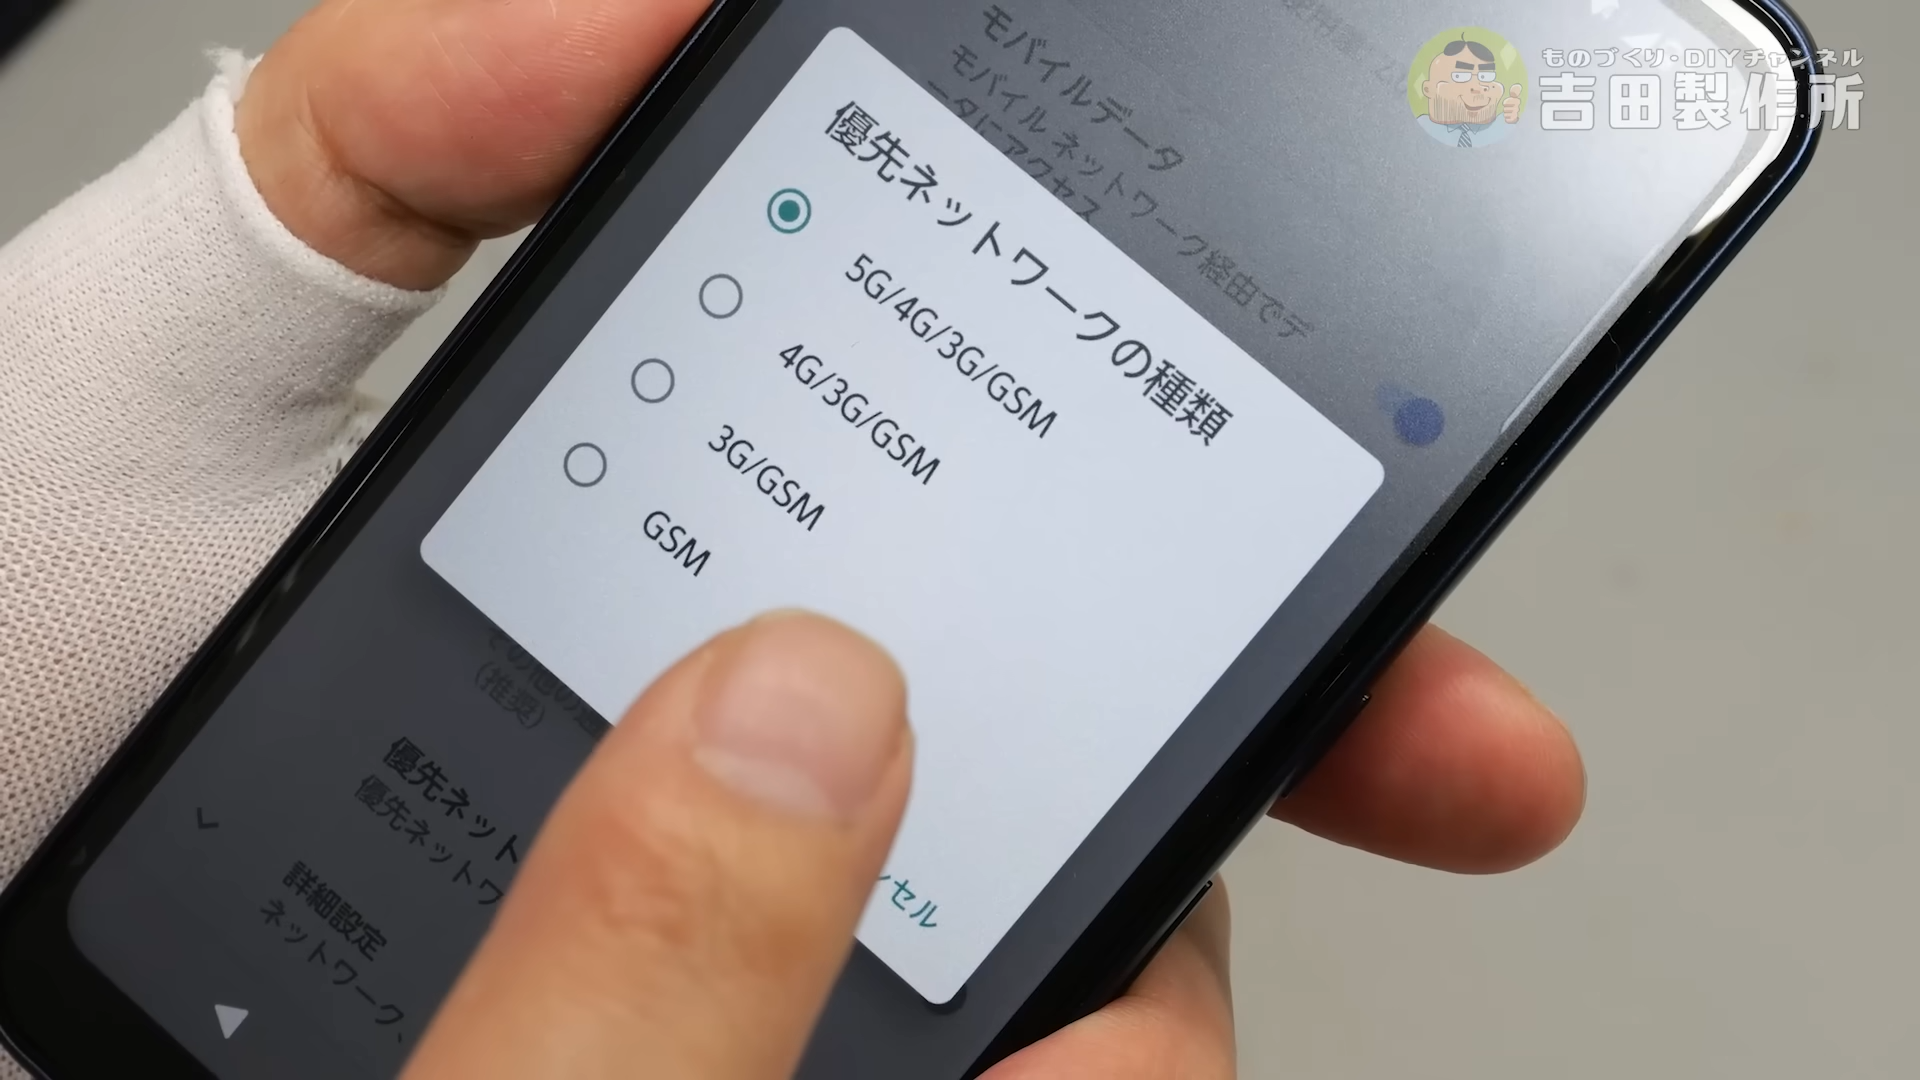 ものづくり・DIYチャンネル
吉田製作所
モバイルデータ
モバイル ネットワーク経由でデ
ータにアクセス
優先ネットワークの種類
5G/4G/3G/GSM
4G/3G/GSM
3G/GSM
GSM
ンセル
(推奨)
優先ネット
優先ネットワ
詳細設定
ネットワーク、